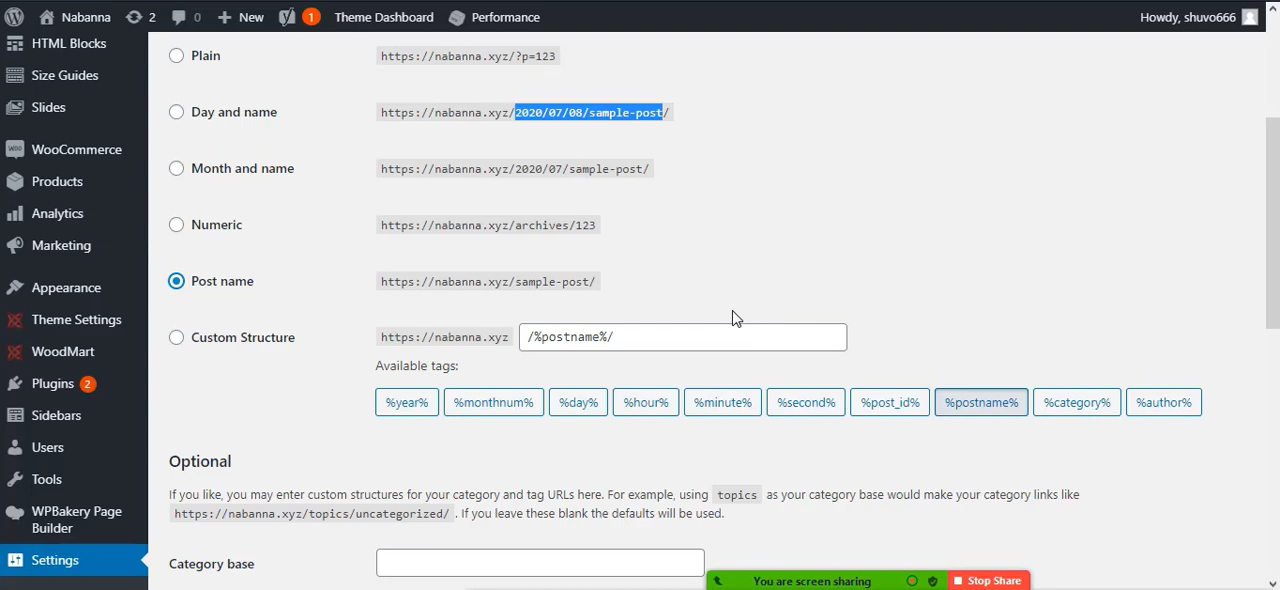 Nabanna 2 0 New 1 Theme Dashboard Performance Howdy, shuvo666
HTML Blocks
Size Guides
Slides
WooCommerce
Products
Analytics
Marketing
Appearance
Theme Settings
WoodMart
Plugins 2
Sidebars
Users
Tools
WPBakery Page
Builder
Settings
Plain https://nabanna.xyz/?p=123
Day and name https://nabanna.xyz/2020/07/08/sample-post/
Month and name https://nabanna.xyz/2020/07/sample-post/
Numeric https://nabanna.xyz/archives/123
Post name https://nabanna.xyz/sample-post/
Custom Structure https://nabanna.xyz /%postname%/
Available tags:
%year% %monthnum% %day% %hour% %minute% %second% %post_id% %postname% %category% %author%
Optional
If you like, you may enter custom structures for your category and tag URLs here. For example, using topics as your category base would make your category links like
https://nabanna.xyz/topics/uncategorized/ . If you leave these blank the defaults will be used.
Category base
You are screen sharing Stop Share